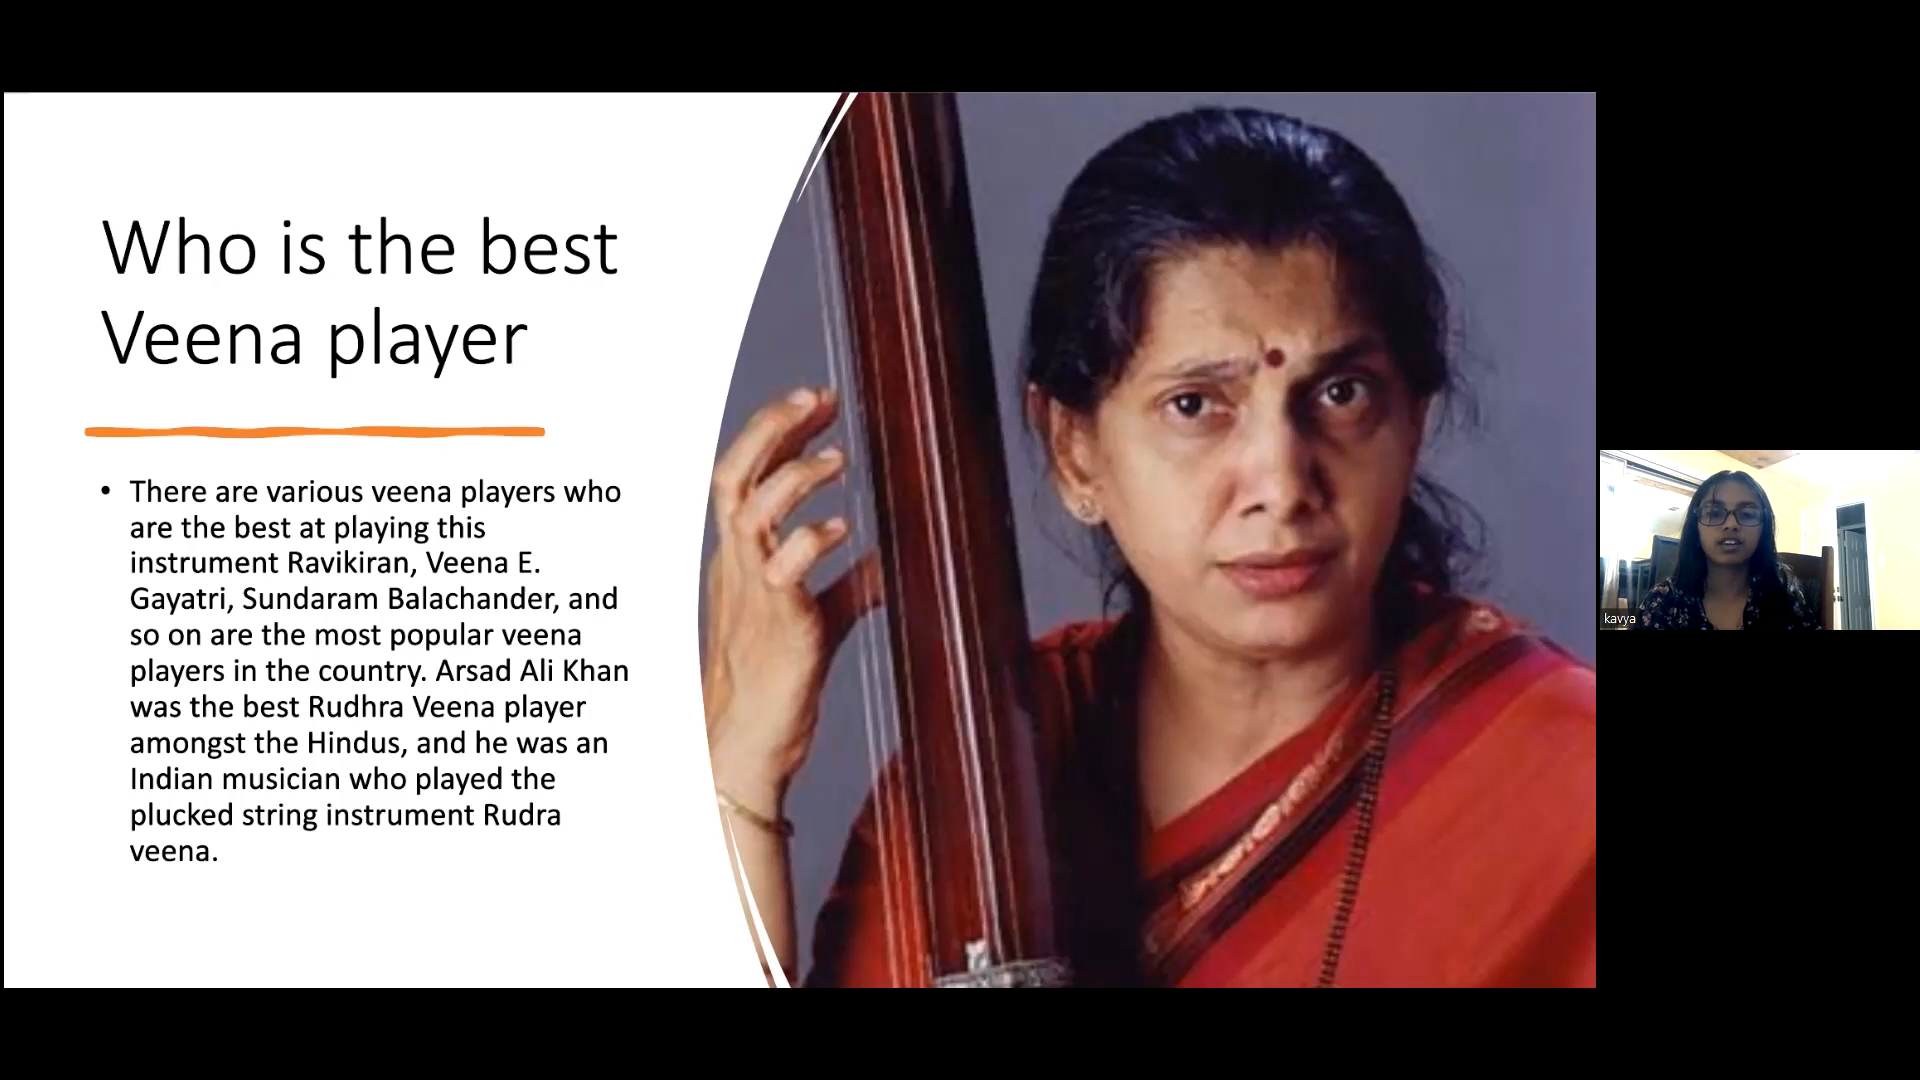 Who is the best
Veena player
• There are various veena players who
are the best at playing this
instrument Ravikiran, Veena E.
Gayatri, Sundaram Balachander, and
so on are the most popular veena
players in the country. Arsad Ali Khan
was the best Rudhra Veena player
amongst the Hindus, and he was an
Indian musician who played the
plucked string instrument Rudra
veena.
kavya